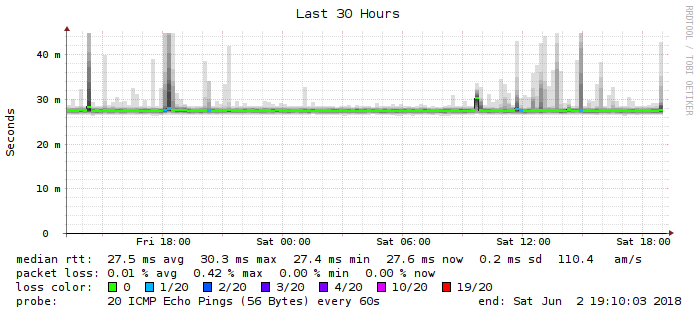 Last 30 Hours
RRDTOOL / TOBI OETIKER
Seconds
40 m
30 m
20 m
10 m
0
Fri 18:00 Sat 00:00 Sat 06:00 Sat 12:00 Sat 18:00
median rtt: 27.5 ms avg 30.3 ms max 27.4 ms min 27.6 ms now 0.2 ms sd 110.4 am/s
packet loss: 0.01 % avg 0.42 % max 0.00 % min 0.00 % now
loss color: 0 1/20 2/20 3/20 4/20 10/20 19/20
probe: 20 ICMP Echo Pings (56 Bytes) every 60s end: Sat Jun 2 19:10:03 2018